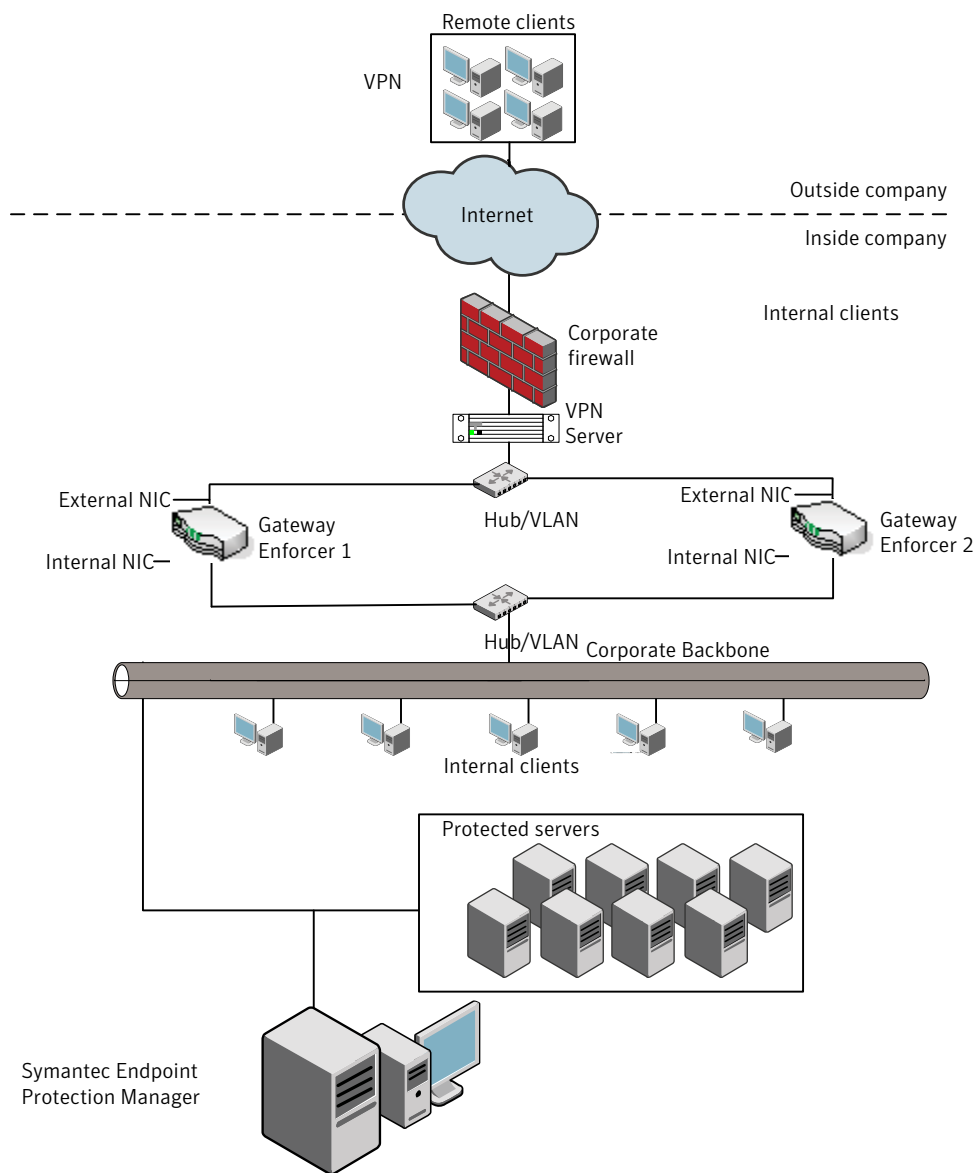 Remote clients
VPN
Internet
Outside company
Inside company
Internal clients
Corporate
firewall
VPN
Server
External NIC
External NIC
Hub/VLAN
Gateway
Enforcer 1
Gateway
Enforcer 2
Internal NIC
Internal NIC
Hub/VLAN
Corporate Backbone
Internal clients
Protected servers
Symantec Endpoint
Protection Manager